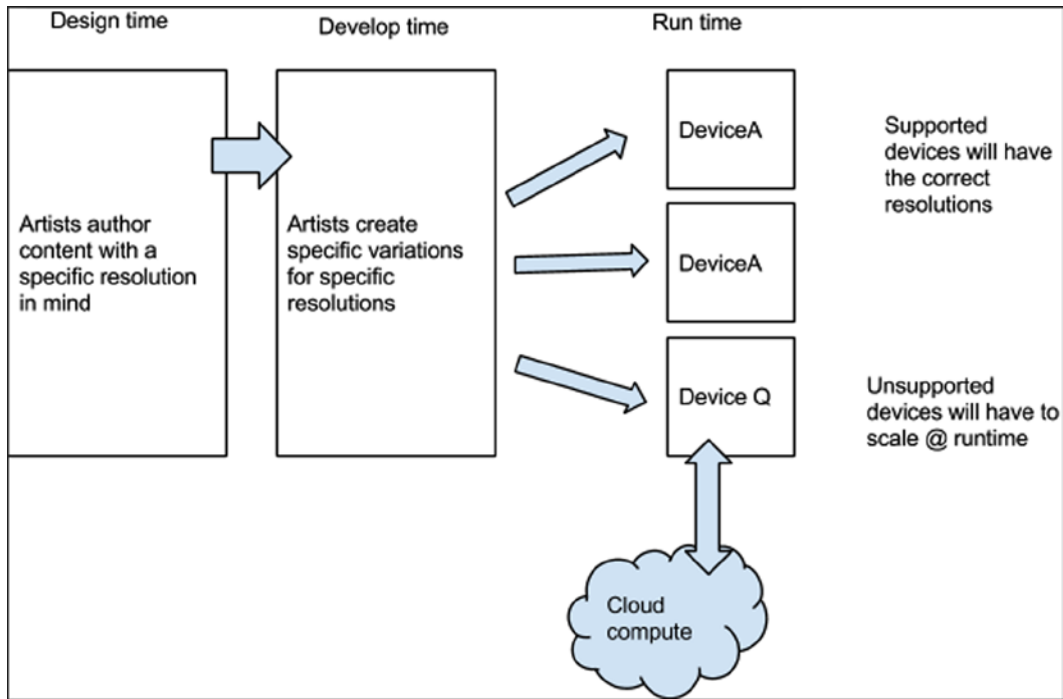 Design time
Develop time
Run time
Artists author
content with a
specific resolution
in mind
Artists create
specific variations
for specific
resolutions
DeviceA
DeviceA
Device Q
Supported
devices will have
the correct
resolutions
Unsupported
devices will have to
scale @ runtime
Cloud
compute